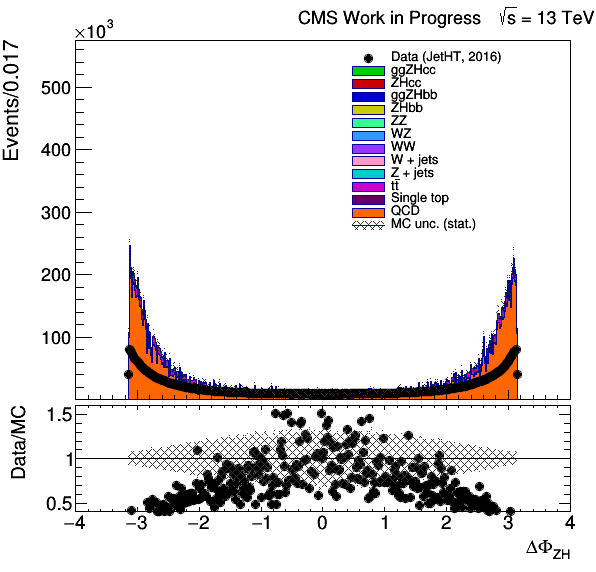 CMS Work in Progress √s = 13 TeV
×10³
Events/0.017
500
400
300
200
100
Data (JetHT, 2016)
ggZHcc
ZHcc
ggZHbb
ZHbb
ZZ
WZ
WW
W + jets
Z + jets
tt̄
Single top
QCD
MC unc. (stat.)
Data/MC
1.5
1
0.5
−4 −3 −2 −1 0 1 2 3 4
ΔΦZH